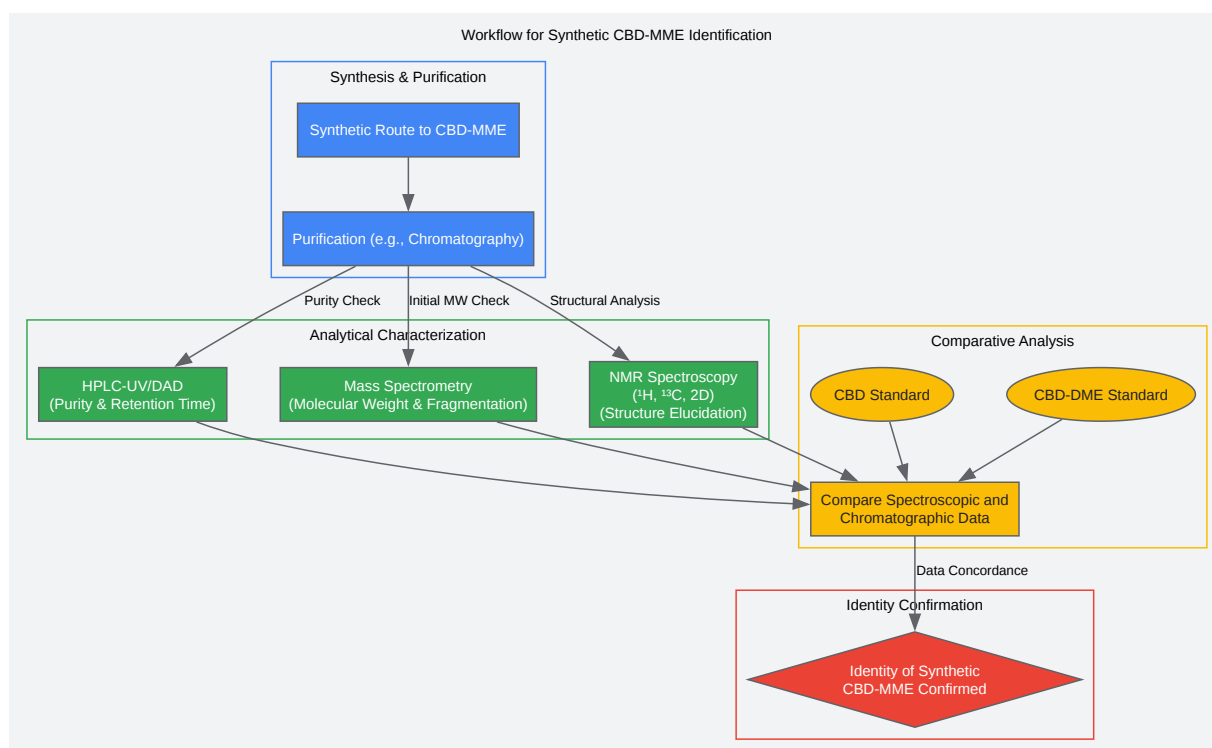 Workflow for Synthetic CBD-MME Identification
Synthesis & Purification
Synthetic Route to CBD-MME
Purification (e.g., Chromatography)
Purity Check
Initial MW Check
Structural Analysis
Analytical Characterization
HPLC-UV/DAD
(Purity & Retention Time)
Mass Spectrometry
(Molecular Weight & Fragmentation)
NMR Spectroscopy
(¹H, ¹³C, 2D)
(Structure Elucidation)
Comparative Analysis
CBD Standard
CBD-DME Standard
Compare Spectroscopic and
Chromatographic Data
Data Concordance
Identity Confirmation
Identity of Synthetic
CBD-MME Confirmed